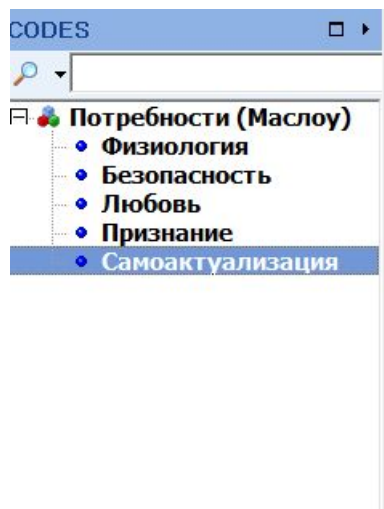 CODES
Потребности (Маслоу)
Физиология
Безопасность
Любовь
Признание
Самоактуализация